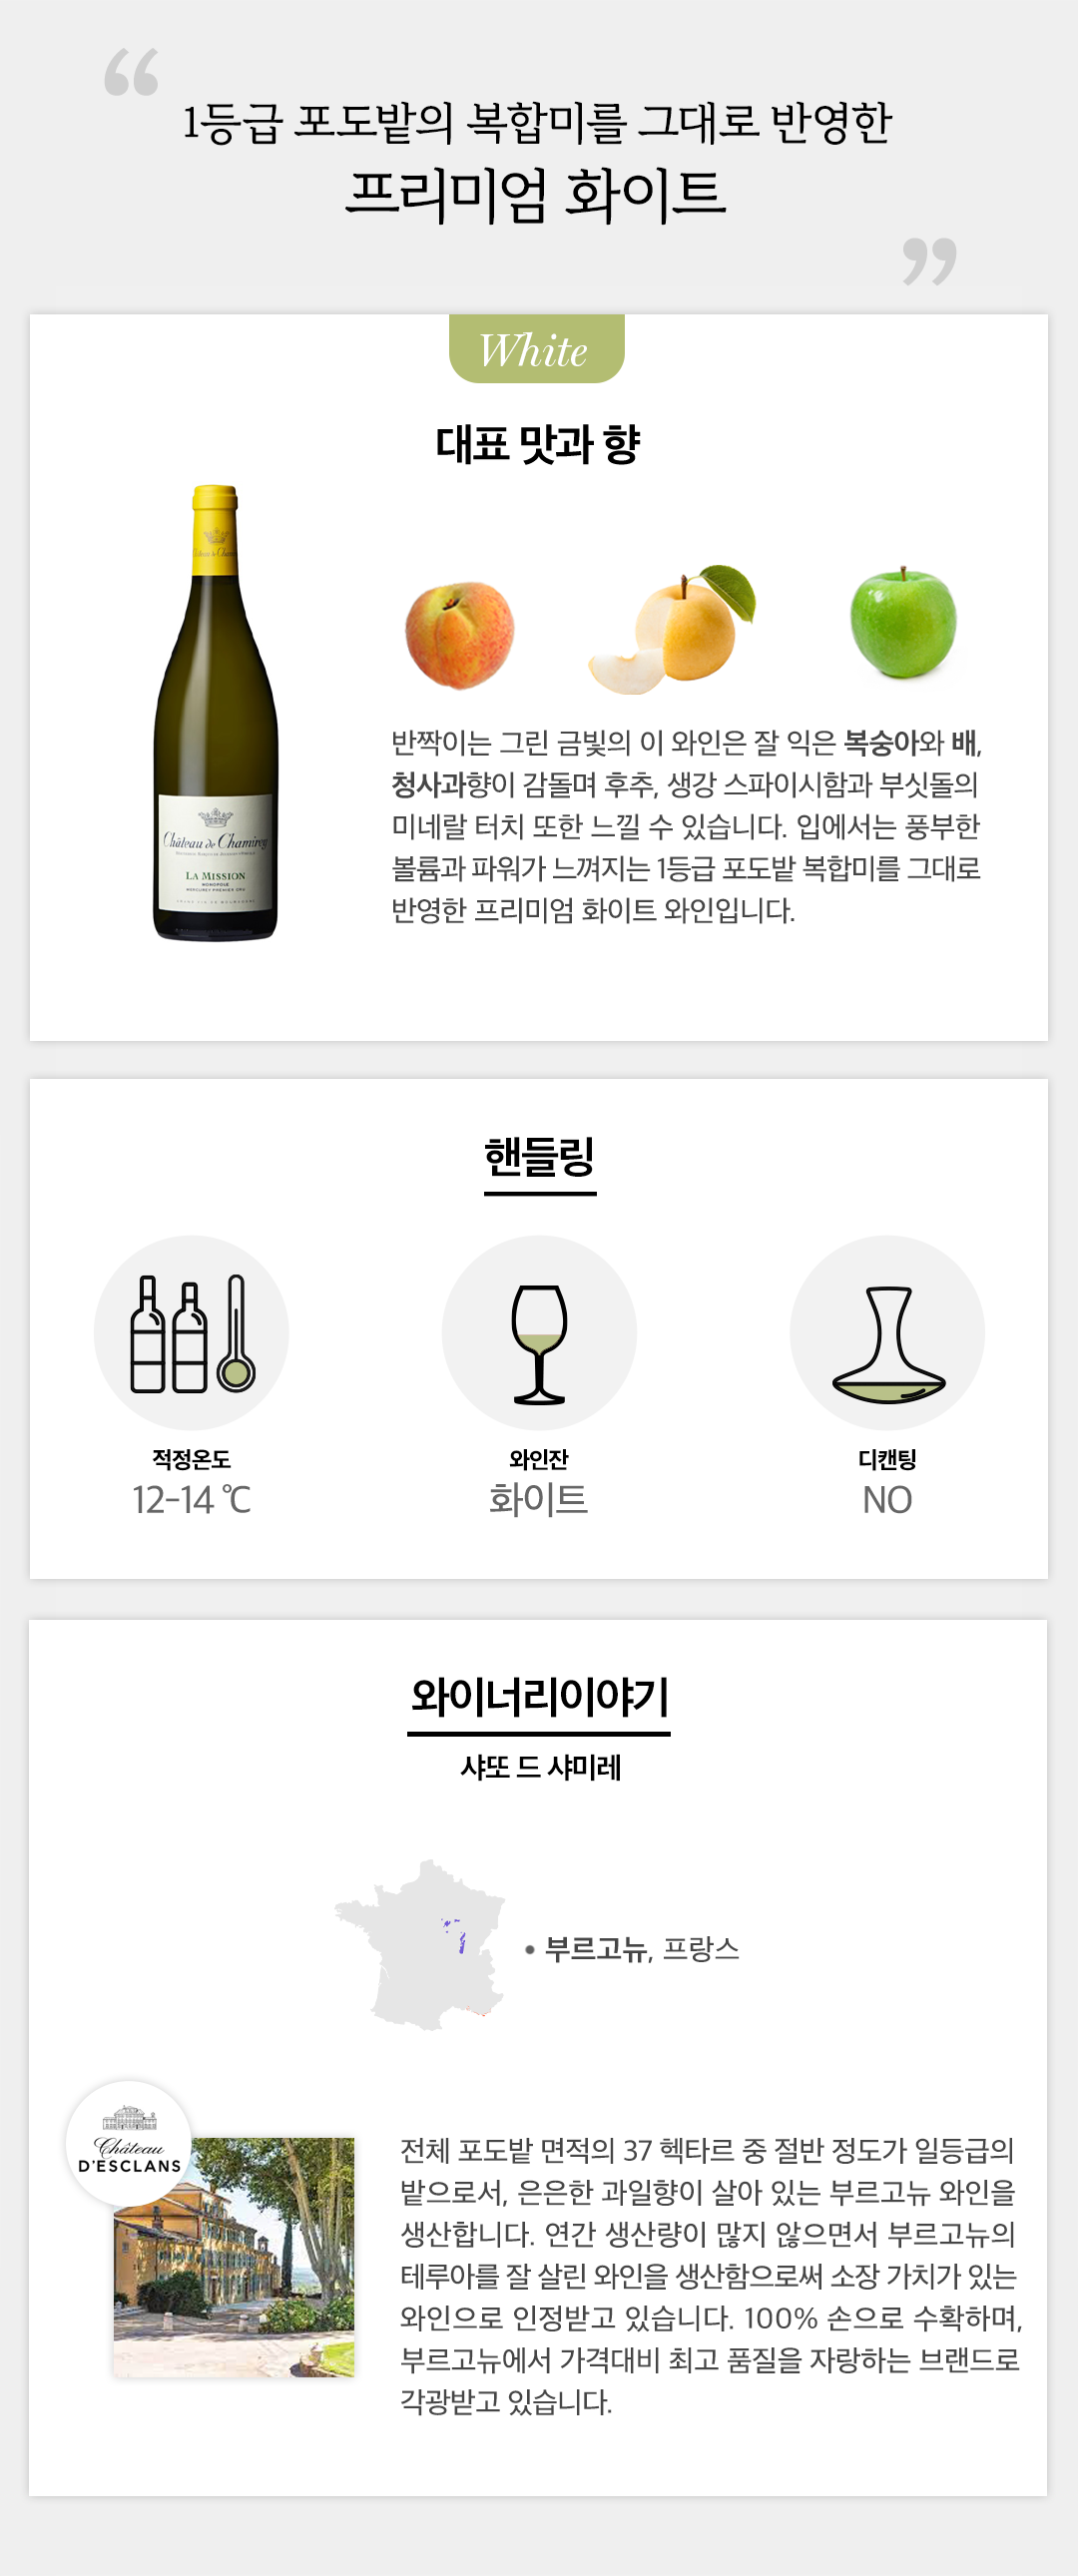 “
1등급 포도밭의 복합미를 그대로 반영한
프리미엄 화이트
”
White
대표 맛과 향
Château de Chamirey
LA MISSION
MONOPOLE
MERCUREY PREMIER CRU
반짝이는 그린 금빛의 이 와인은 잘 익은 복숭아와 배,
청사과향이 감돌며 후추, 생강 스파이시함과 부싯돌의
미네랄 터치 또한 느낄 수 있습니다. 입에서는 풍부한
볼륨과 파워가 느껴지는 1등급 포도밭 복합미를 그대로
반영한 프리미엄 화이트 와인입니다.
핸들링
적정온도
12-14 ℃
와인잔
화이트
디캔팅
NO
와이너리이야기
샤또 드 샤미레
• 부르고뉴, 프랑스
Château
D'ESCLANS
전체 포도밭 면적의 37 헥타르 중 절반 정도가 일등급의
밭으로서, 은은한 과일향이 살아 있는 부르고뉴 와인을
생산합니다. 연간 생산량이 많지 않으면서 부르고뉴의
테루아를 잘 살린 와인을 생산함으로써 소장 가치가 있는
와인으로 인정받고 있습니다. 100% 손으로 수확하며,
부르고뉴에서 가격대비 최고 품질을 자랑하는 브랜드로
각광받고 있습니다.